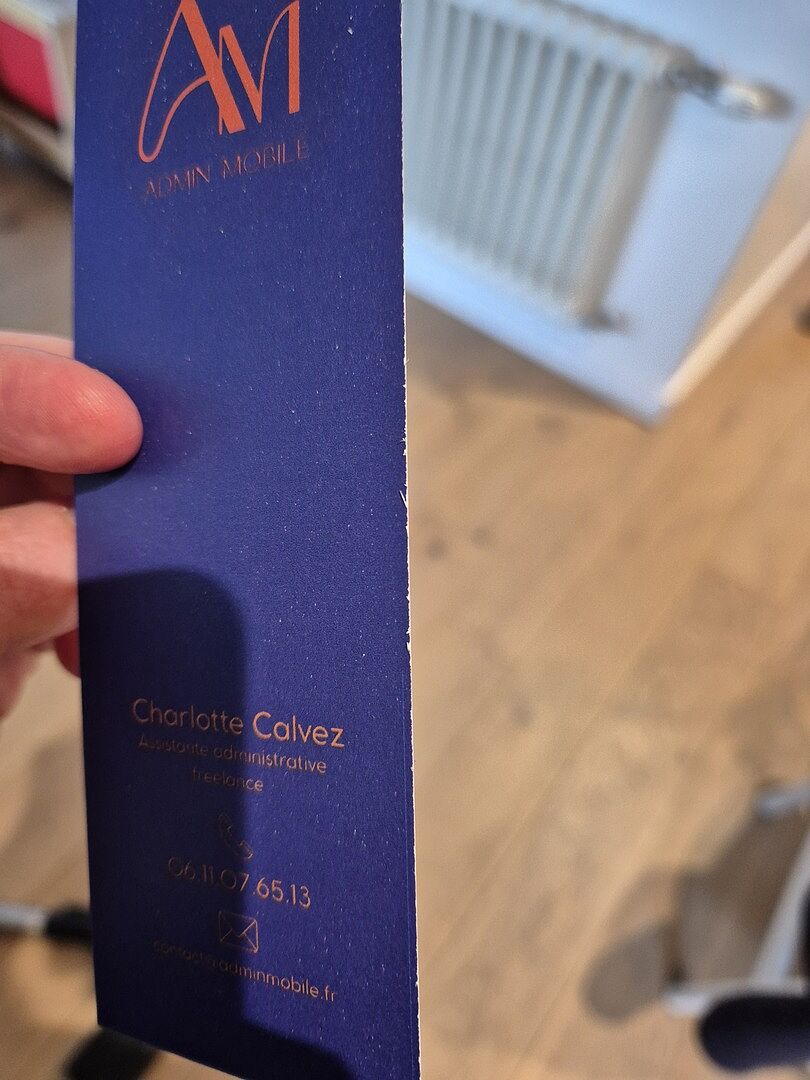 AM
ADMIN MOBILE
Charlotte Calvez
Assistante administrative
freelance
06.11.07.65.13
contact@adminmobile.fr